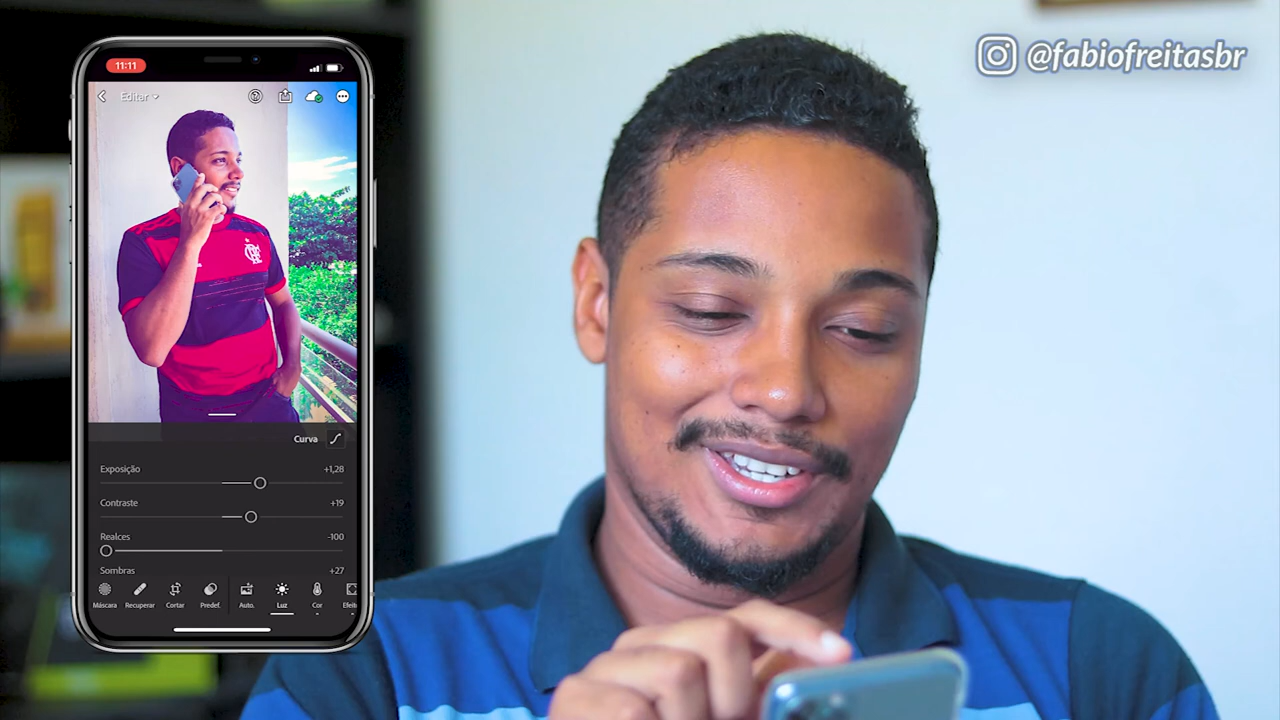 @fabiofreitasbr
11:11
Editar
Curva
Exposição +1,28
Contraste +19
Realces -100
Sombras +27
Máscara Recuperar Cortar Predef. Auto. Luz Cor